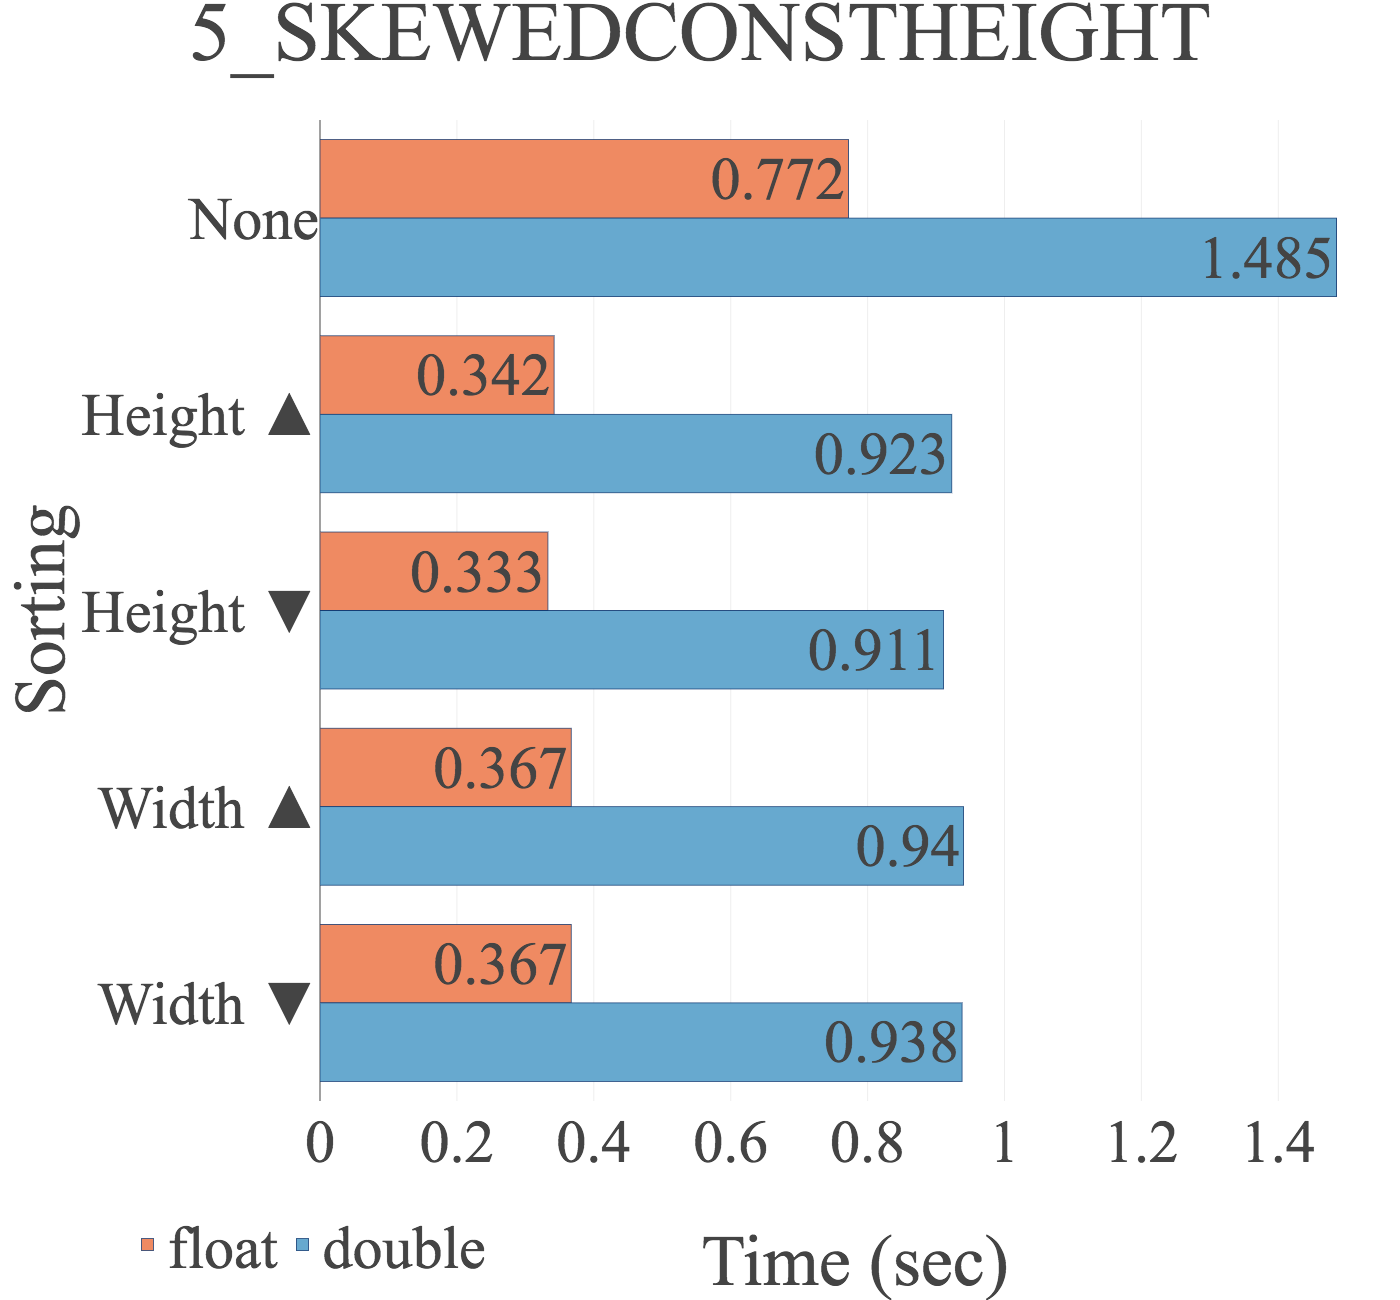 5_SKEWEDCONSTHEIGHT
None
0.772
1.485
Height ▲
0.342
0.923
Height ▼
0.333
0.911
Width ▲
0.367
0.94
Width ▼
0.367
0.938
Sorting
0 0.2 0.4 0.6 0.8 1 1.2 1.4
float double
Time (sec)